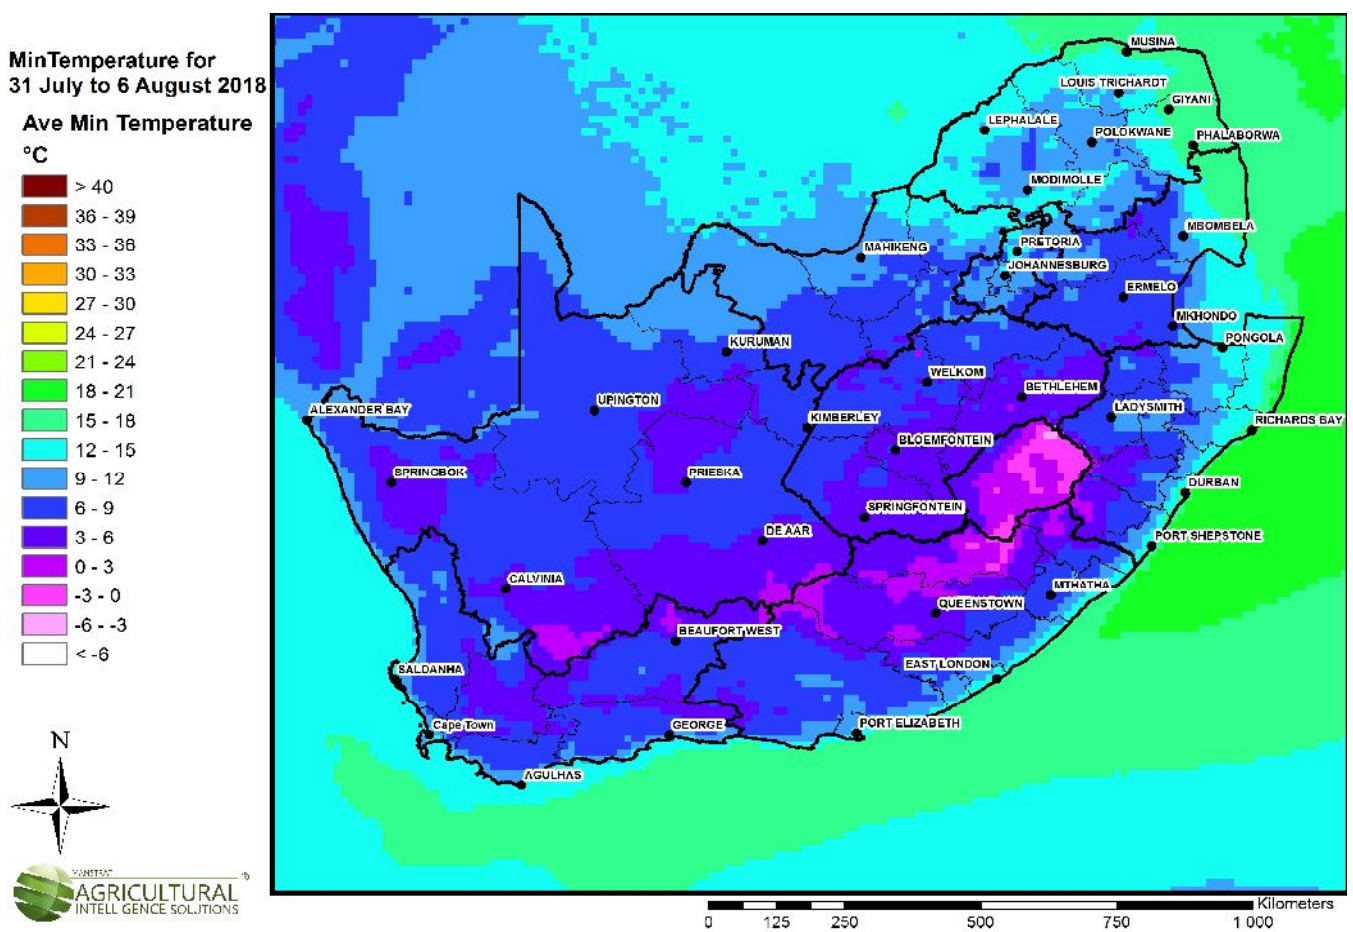 MinTemperature for
31 July to 6 August 2018
Ave Min Temperature
°C
> 40
36 - 39
33 - 36
30 - 33
27 - 30
24 - 27
21 - 24
18 - 21
15 - 18
12 - 15
9 - 12
6 - 9
3 - 6
0 - 3
-3 - 0
-6 - -3
< -6
N
MANSTRAT
AGRICULTURAL
INTELLIGENCE SOLUTIONS
MUSINA
LOUIS TRICHARDT
GIYANI
LEPHALALE
POLOKWANE
PHALABORWA
MODIMOLLE
MBOMBELA
MAHIKENG
PRETORIA
JOHANNESBURG
ERMELO
MKHONDO
KURUMAN
PONGOLA
WELKOM
BETHLEHEM
UPINGTON
ALEXANDER BAY
LADYSMITH
KIMBERLEY
RICHARDS BAY
BLOEMFONTEIN
SPRINGBOK
PRIESKA
DURBAN
SPRINGFONTEIN
DE AAR
PORT SHEPSTONE
CALVINIA
MTHATHA
QUEENSTOWN
BEAUFORT WEST
EAST LONDON
SALDANHA
Cape Town
GEORGE
PORT ELIZABETH
AGULHAS
Kilometers
0 125 250 500 750 1 000